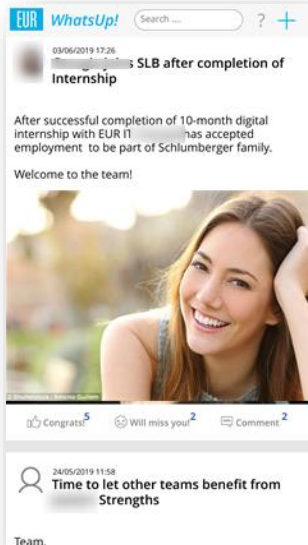 EUR WhatsUp! Search .... ? +
03/06/2019 17:26
s SLB after completion of
Internship
After successful completion of 10-month digital
internship with EUR IT has accepted
employment to be part of Schlumberger family.
Welcome to the team!
Congrats! 5 Will miss you! 2 Comment 2
24/05/2019 11:58
Time to let other teams benefit from
Strengths
Team,